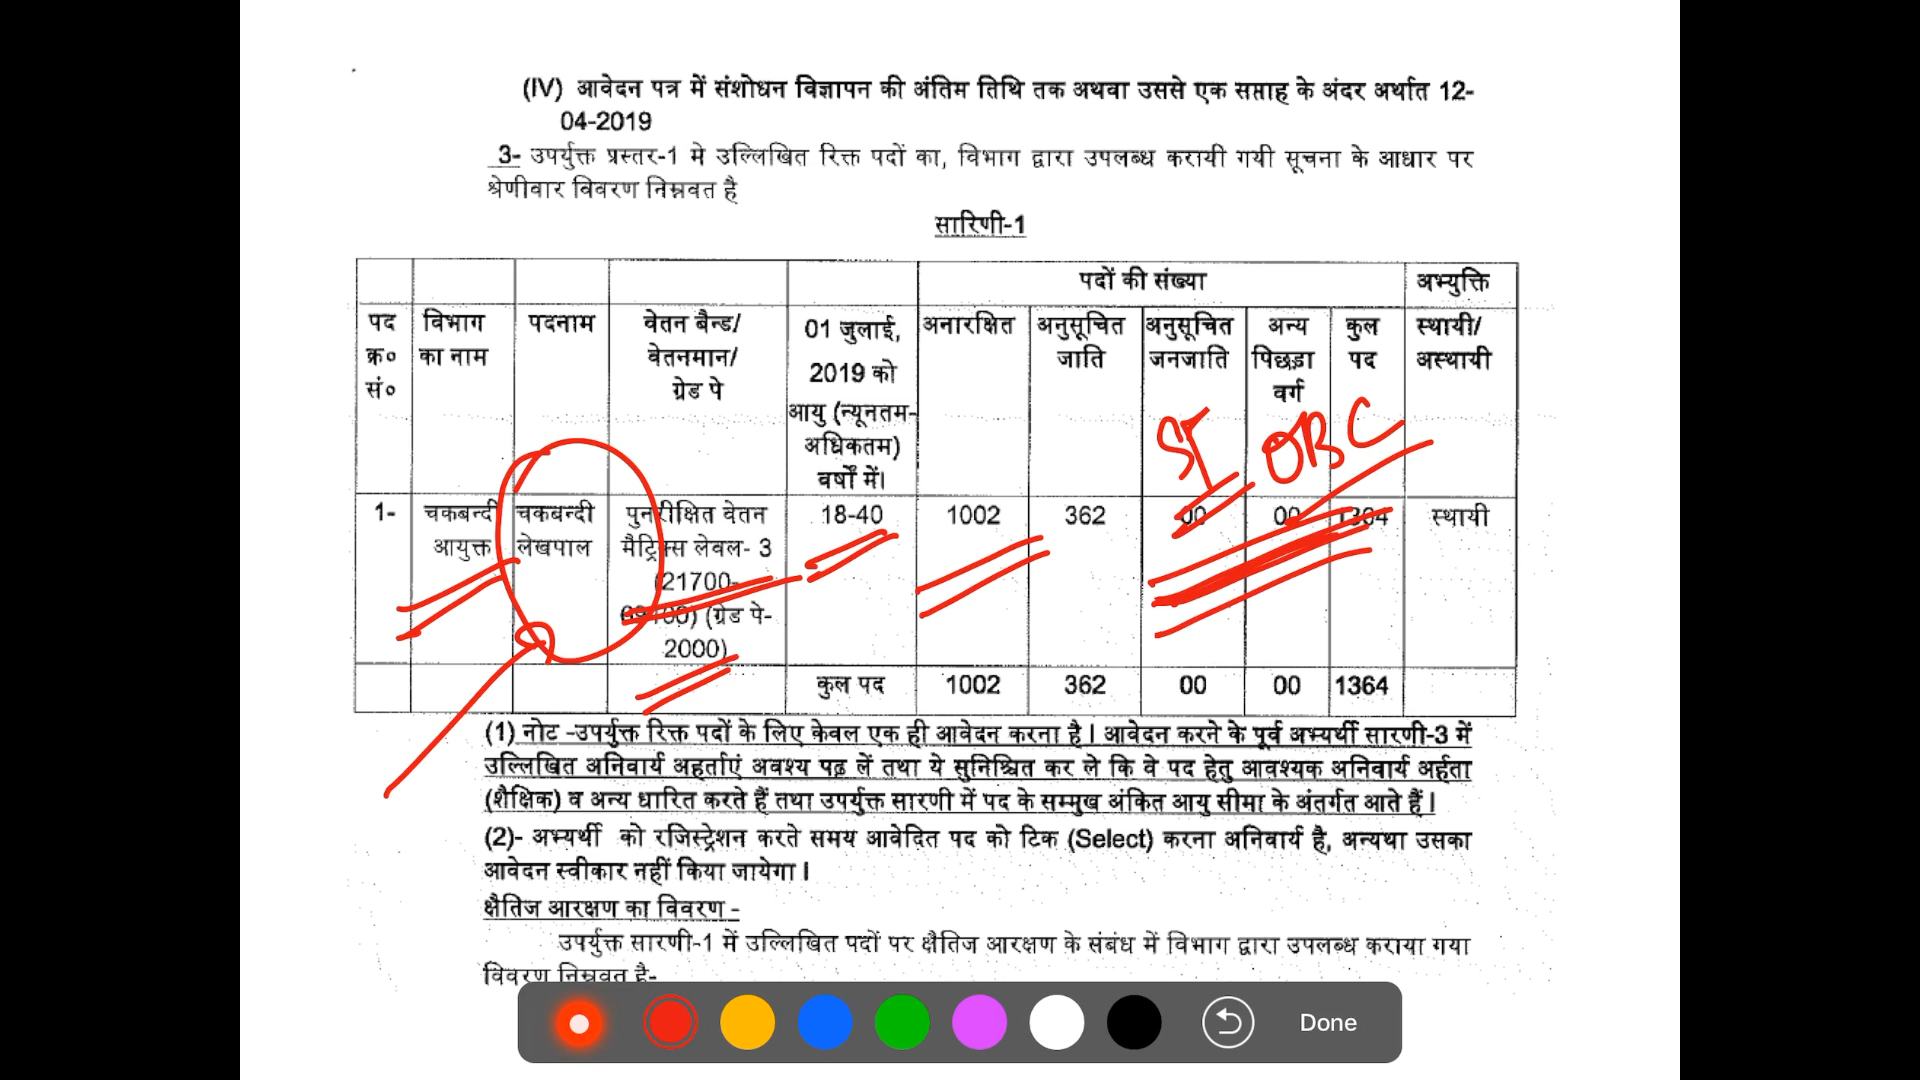 (IV) आवेदन पत्र में संशोधन विज्ञापन की अंतिम तिथि तक अथवा उससे एक सप्ताह के अंदर अर्थात 12-
04-2019
3- उपर्युक्त प्रस्तर-1 मे उल्लिखित रिक्त पदों का, विभाग द्वारा उपलब्ध करायी गयी सूचना के आधार पर
श्रेणीवार विवरण निम्नवत है
सारिणी-1
पद क्र० सं०
विभाग का नाम
पदनाम
वेतन बैन्ड/ वेतनमान/ ग्रेड पे
01 जुलाई, 2019 को आयु (न्यूनतम- अधिकतम) वर्षों में।
पदों की संख्या
अभ्युक्ति
अनारक्षित
अनुसूचित जाति
अनुसूचित जनजाति
अन्य पिछड़ा वर्ग
कुल पद
स्थायी/ अस्थायी
ST OBC
1- चकबन्दी आयुक्त
चकबन्दी लेखपाल
पुनरीक्षित वेतन मैट्रिक्स लेवल- 3 (21700- 69100) (ग्रेड पे- 2000)
18-40 1002 362 00 00 1364 स्थायी
कुल पद 1002 362 00 00 1364
(1) नोट -उपर्युक्त रिक्त पदों के लिए केवल एक ही आवेदन करना है। आवेदन करने के पूर्व अभ्यर्थी सारणी-3 में
उल्लिखित अनिवार्य अहर्ताएं अवश्य पढ़ लें तथा ये सुनिश्चित कर ले कि वे पद हेतु आवश्यक अनिवार्य अर्हता
(शैक्षिक) व अन्य धारित करते हैं तथा उपर्युक्त सारणी में पद के सम्मुख अंकित आयु सीमा के अंतर्गत आते हैं।
(2)- अभ्यर्थी को रजिस्ट्रेशन करते समय आवेदित पद को टिक (Select) करना अनिवार्य है, अन्यथा उसका
आवेदन स्वीकार नहीं किया जायेगा।
क्षैतिज आरक्षण का विवरण -
उपर्युक्त सारणी-1 में उल्लिखित पदों पर क्षैतिज आरक्षण के संबंध में विभाग द्वारा उपलब्ध कराया गया
विवरण निम्नवत है-
Done